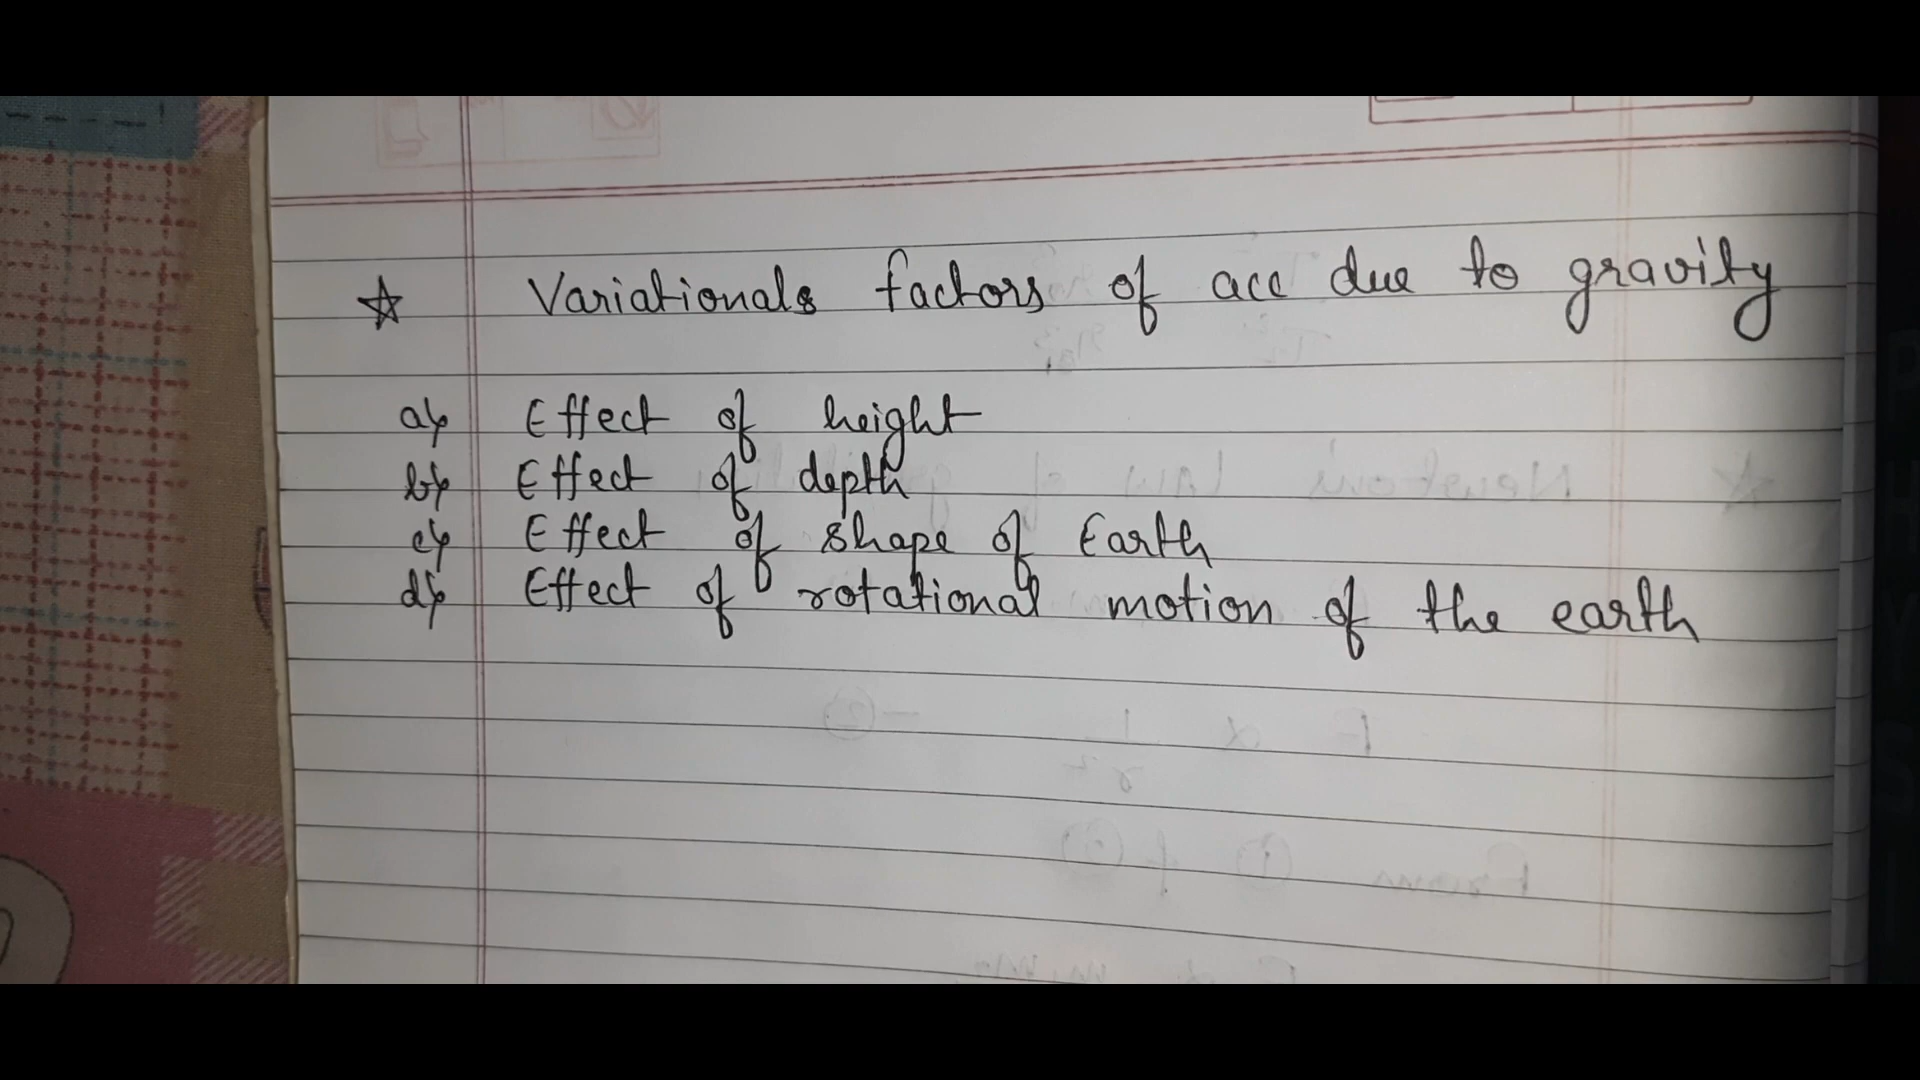 ☆ Variationals factors of acc due to gravity
a) Effect of height
b) Effect of depth
c) Effect of shape of Earth
d) Effect of rotational motion of the earth